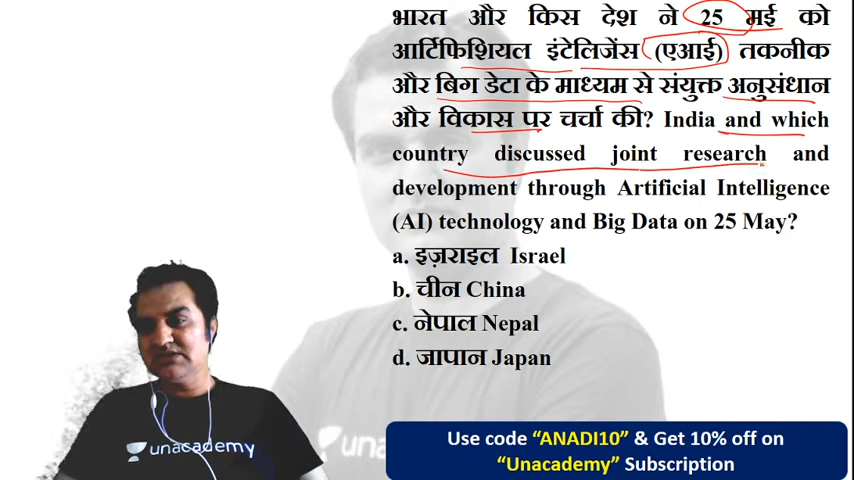 भारत और किस देश ने 25 मई को
आर्टिफिशियल इंटेलिजेंस (एआई) तकनीक
और बिग डेटा के माध्यम से संयुक्त अनुसंधान
और विकास पर चर्चा की? India and which
country discussed joint research and
development through Artificial Intelligence
(AI) technology and Big Data on 25 May?
a. इज़राइल Israel
b. चीन China
c. नेपाल Nepal
d. जापान Japan
unacademy
una
Use code “ANADI10” & Get 10% off on
“Unacademy” Subscription